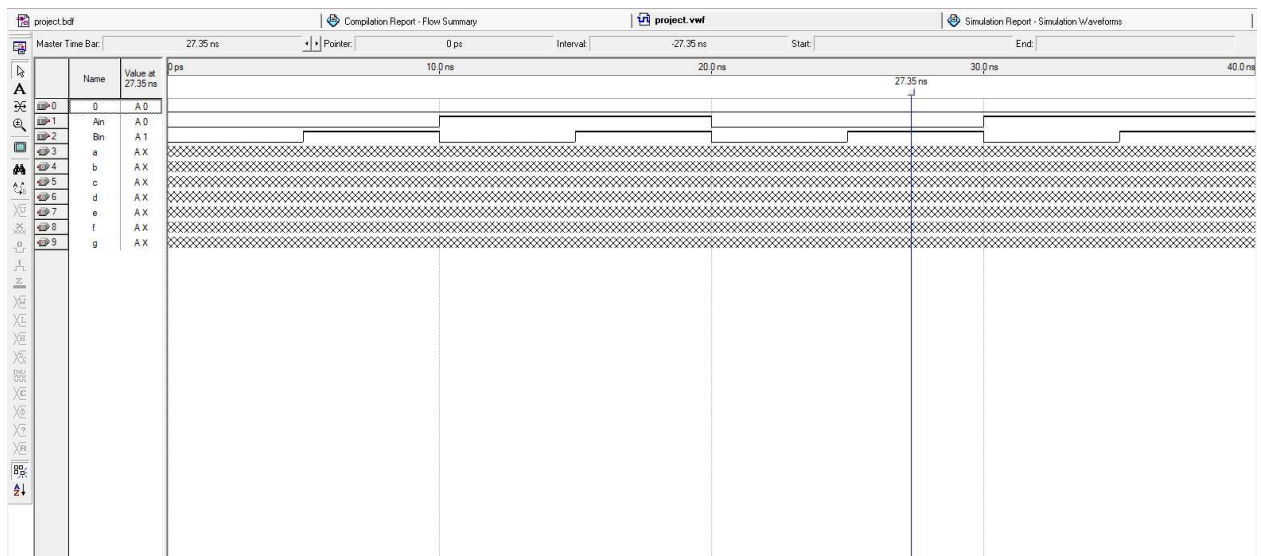 project.bdf
Compilation Report - Flow Summary
project.vwf
Simulation Report - Simulation Waveforms
Master Time Bar: 27.35 ns Pointer: 0 ps Interval: -27.35 ns Start: End:
Name Value at 27.35 ns
0 ps 10.0 ns 20.0 ns 30.0 ns 40.0 ns
27.35 ns
0 0 A 0
1 Ain A 0
2 Bin A 1
3 a A X
4 b A X
5 c A X
6 d A X
7 e A X
8 f A X
9 g A X